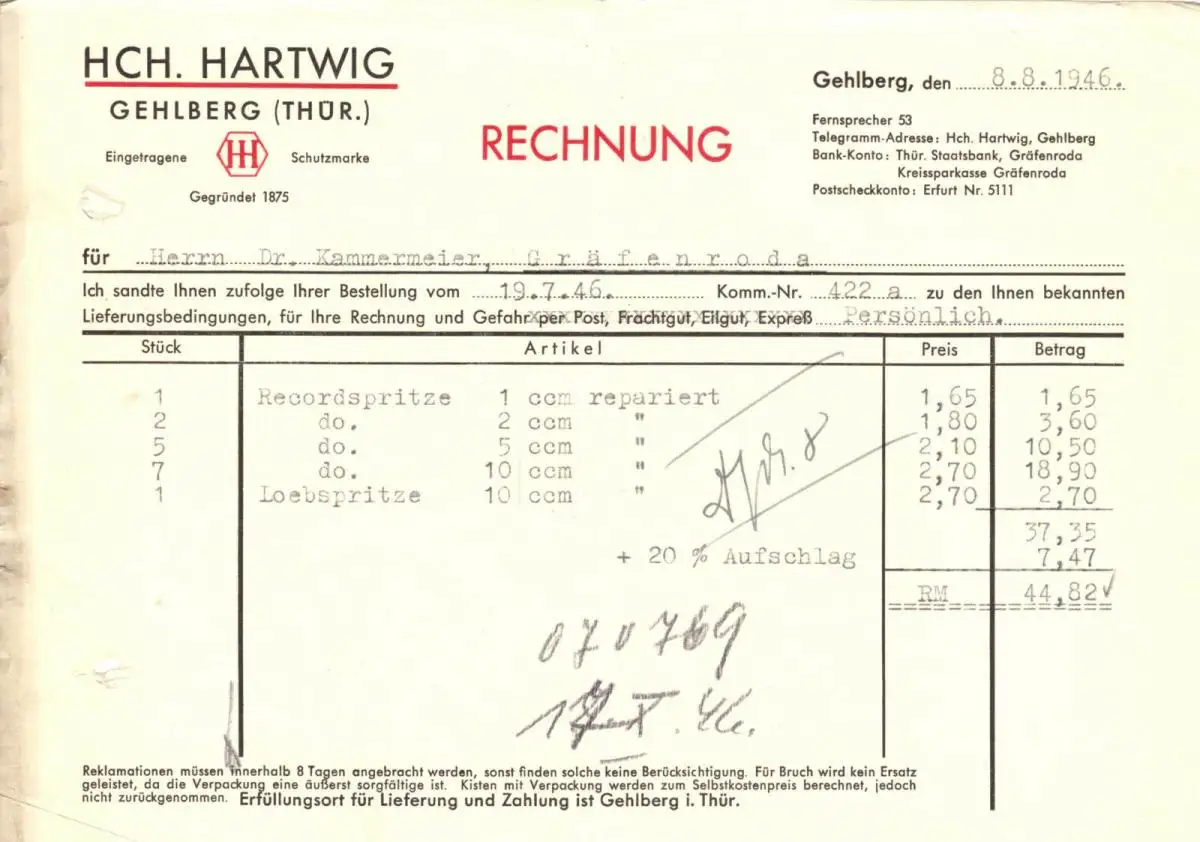 HCH. HARTWIG
GEHLBERG (THÜR.)
Eingetragene HH Schutzmarke
Gegründet 1875
RECHNUNG
Gehlberg, den 8.8.1946.
Fernsprecher 53
Telegramm-Adresse: Hch. Hartwig, Gehlberg
Bank-Konto: Thür. Staatsbank, Gräfenroda
Kreissparkasse Gräfenroda
Postscheckkonto: Erfurt Nr. 5111
für Herrn Dr. Kammermeier, Gräfenroda
Ich sandte Ihnen zufolge Ihrer Bestellung vom 19.7.46. Komm.-Nr. 422 a zu den Ihnen bekannten
Lieferungsbedingungen, für Ihre Rechnung und Gefahr per Post, Frachtgut, Eilgut, Expreß Persönlich.
Stück Artikel Preis Betrag
1 Recordspritze 1 ccm repariert 1,65 1,65
2 do. 2 ccm " 1,80 3,60
5 do. 5 ccm " 2,10 10,50
7 do. 10 ccm " 2,70 18,90
1 Loebspritze 10 ccm " 2,70 2,70
37,35
+ 20 % Aufschlag 7,47
RM 44,82
070769
17.X.46.
Reklamationen müssen innerhalb 8 Tagen angebracht werden, sonst finden solche keine Berücksichtigung. Für Bruch wird kein Ersatz
geleistet, da die Verpackung eine äußerst sorgfältige ist. Kisten mit Verpackung werden zum Selbstkostenpreis berechnet, jedoch
nicht zurückgenommen. Erfüllungsort für Lieferung und Zahlung ist Gehlberg i. Thür.